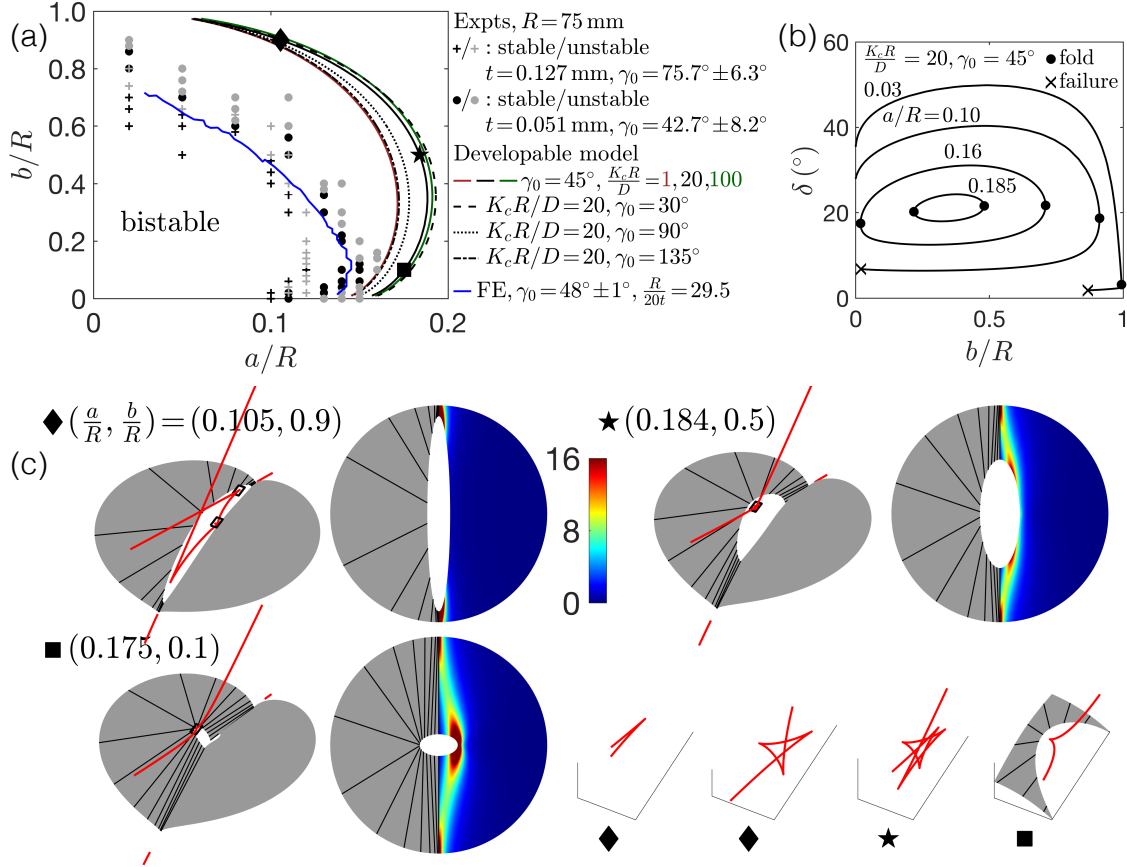 (a)
1.0
0.8
0.6
0.4
0.2
0
0
0.1
0.2
b/R
a/R
bistable
Expts, R = 75 mm
+/+ : stable/unstable
t = 0.127 mm, γ₀ = 75.7° ± 6.3°
●/● : stable/unstable
t = 0.051 mm, γ₀ = 42.7° ± 8.2°
Developable model
γ₀ = 45°, K_cR/D = 1, 20, 100
K_cR/D = 20, γ₀ = 30°
K_cR/D = 20, γ₀ = 90°
K_cR/D = 20, γ₀ = 135°
FE, γ₀ = 48° ± 1°, R/20t = 29.5
(b)
60
40
20
0
0
0.5
1
δ (°)
b/R
K_cR/D = 20, γ₀ = 45°
● fold
× failure
0.03
a/R = 0.10
0.16
0.185
(c)
◆ (a/R, b/R) = (0.105, 0.9)
★ (0.184, 0.5)
16
8
0
■ (0.175, 0.1)
◆ ◆ ★ ■